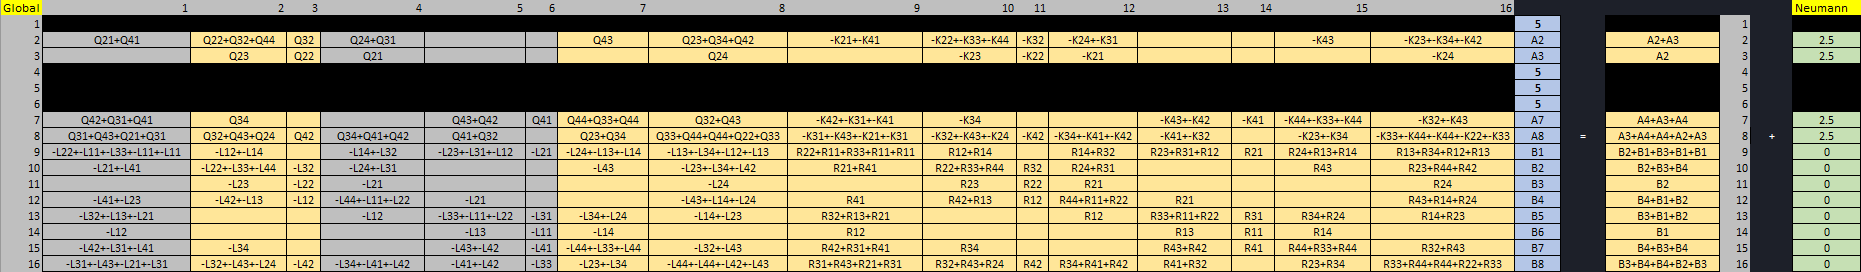 Global 1 2 3 4 5 6 7 8 9 10 11 12 13 14 15 16 Neumann
1 5 1
2 Q21+Q41 Q22+Q32+Q44 Q32 Q24+Q31 Q43 Q23+Q34+Q42 -K21+-K41 -K22+-K33+-K44 -K32 -K24+-K31 -K43 -K23+-K34+-K42 A2 A2+A3 2 2.5
3 Q23 Q22 Q21 Q24 -K23 -K22 -K21 -K24 A3 A2 3 2.5
4 5 4
5 5 5
6 5 6
7 Q42+Q31+Q41 Q34 Q43+Q42 Q41 Q44+Q33+Q44 Q32+Q43 -K42+-K31+-K41 -K34 -K43+-K42 -K41 -K44+-K33+-K44 -K32+-K43 A7 A4+A3+A4 7 2.5
8 Q31+Q43+Q21+Q31 Q32+Q43+Q24 Q42 Q34+Q41+Q42 Q41+Q32 Q23+Q34 Q33+Q44+Q44+Q22+Q33 -K31+-K43+-K21+-K31 -K32+-K43+-K24 -K42 -K34+-K41+-K42 -K41+-K32 -K23+-K34 -K33+-K44+-K44+-K22+-K33 A8 = A3+A4+A4+A2+A3 8 + 2.5
9 -L22+-L11+-L33+-L11+-L11 -L12+-L14 -L14+-L32 -L23+-L31+-L12 -L21 -L24+-L13+-L14 -L13+-L34+-L12+-L13 R22+R11+R33+R11+R11 R12+R14 R14+R32 R23+R31+R12 R21 R24+R13+R14 R13+R34+R12+R13 B1 B2+B1+B3+B1+B1 9 0
10 -L21+-L41 -L22+-L33+-L44 -L32 -L24+-L31 -L43 -L23+-L34+-L42 R21+R41 R22+R33+R44 R32 R24+R31 R43 R23+R44+R42 B2 B2+B3+B4 10 0
11 -L23 -L22 -L21 -L24 R23 R22 R21 R24 B3 B2 11 0
12 -L41+-L23 -L42+-L13 -L12 -L44+-L11+-L22 -L21 -L43+-L14+-L24 R41 R42+R13 R12 R44+R11+R22 R21 R43+R14+R24 B4 B4+B1+B2 12 0
13 -L32+-L13+-L21 -L12 -L33+-L11+-L22 -L31 -L34+-L24 -L14+-L23 R32+R13+R21 R12 R33+R11+R22 R31 R34+R24 R14+R23 B5 B3+B1+B2 13 0
14 -L12 -L13 -L11 -L14 R12 R13 R11 R14 B6 B1 14 0
15 -L42+-L31+-L41 -L34 -L43+-L42 -L41 -L44+-L33+-L44 -L32+-L43 R42+R31+R41 R34 R43+R42 R41 R44+R33+R44 R32+R43 B7 B4+B3+B4 15 0
16 -L31+-L43+-L21+-L31 -L32+-L43+-L24 -L42 -L34+-L41+-L42 -L41+-L42 -L33 -L23+-L34 -L44+-L44+-L42+-L43 R31+R43+R21+R31 R32+R43+R24 R42 R34+R41+R42 R41+R32 R23+R34 R33+R44+R44+R22+R33 B8 B3+B4+B4+B2+B3 16 0